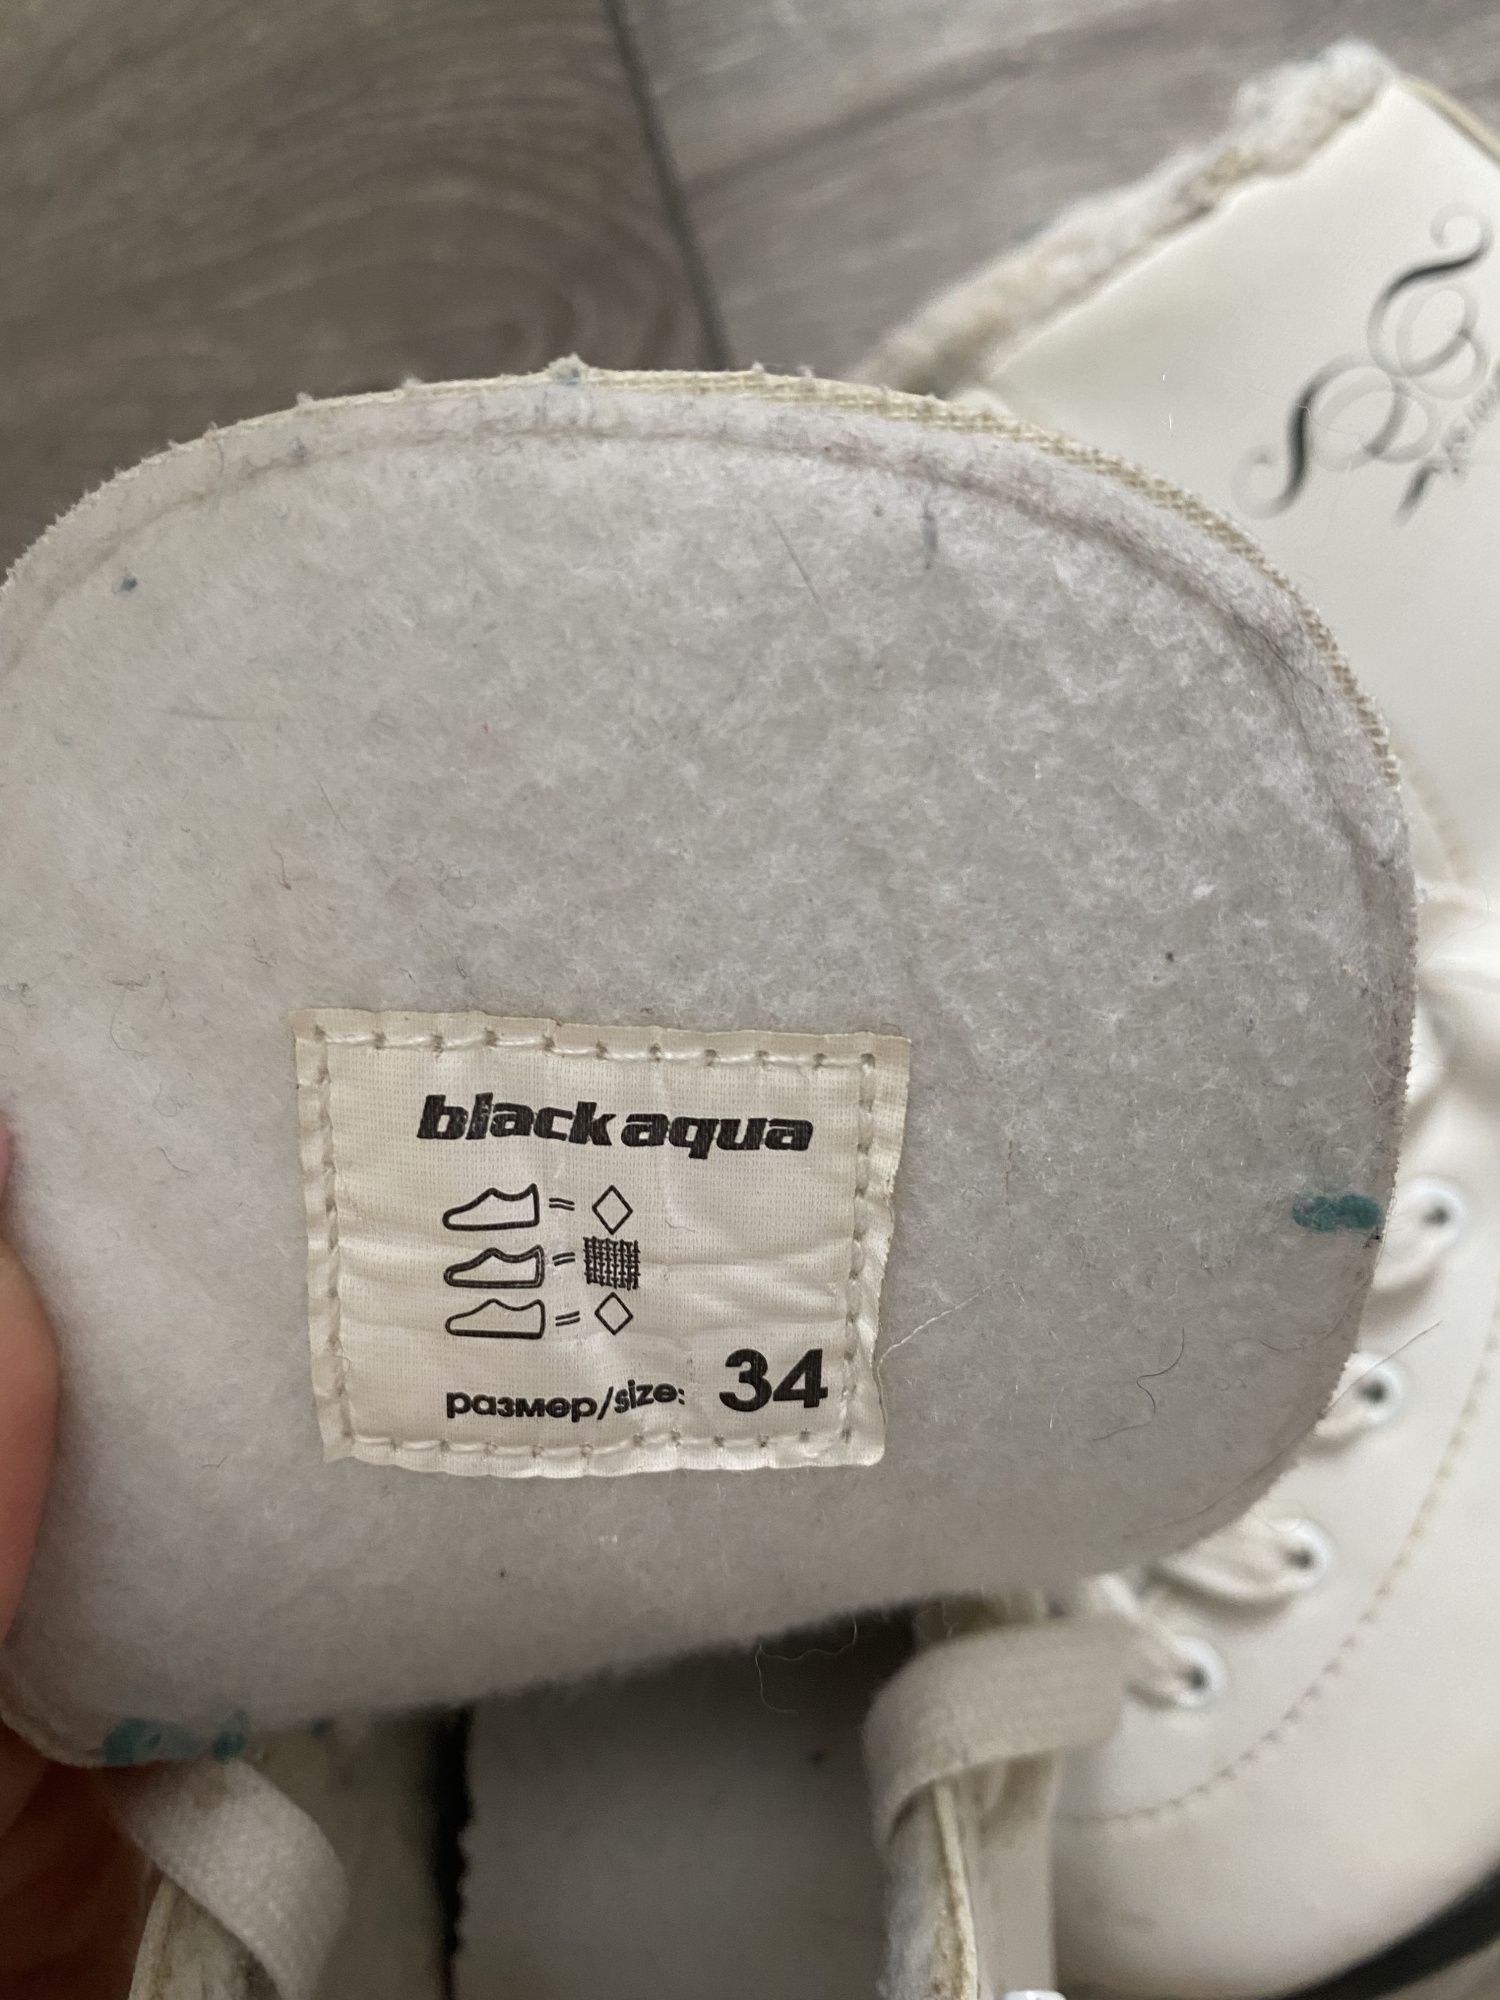 black aqua
=
=
=
размер/size: 34